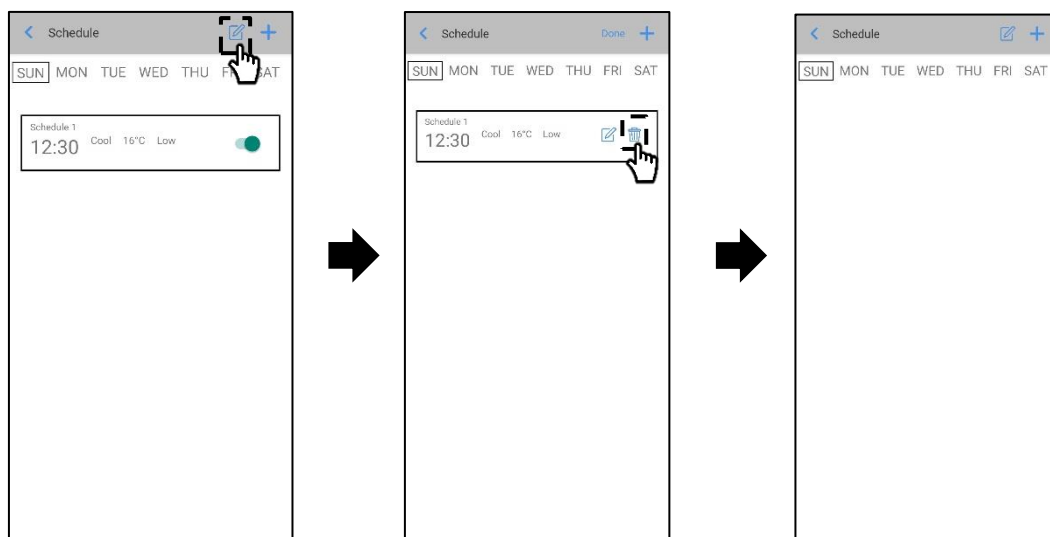 Schedule
SUN MON TUE WED THU FRI SAT
Schedule 1
12:30 Cool 16°C Low
Schedule Done
SUN MON TUE WED THU FRI SAT
Schedule 1
12:30 Cool 16°C Low
Schedule
SUN MON TUE WED THU FRI SAT